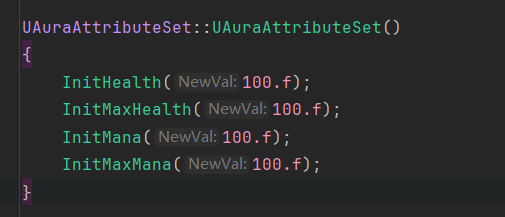 UAuraAttributeSet::UAuraAttributeSet()
{
    InitHealth(NewVal:100.f);
    InitMaxHealth(NewVal:100.f);
    InitMana(NewVal:100.f);
    InitMaxMana(NewVal:100.f);
}